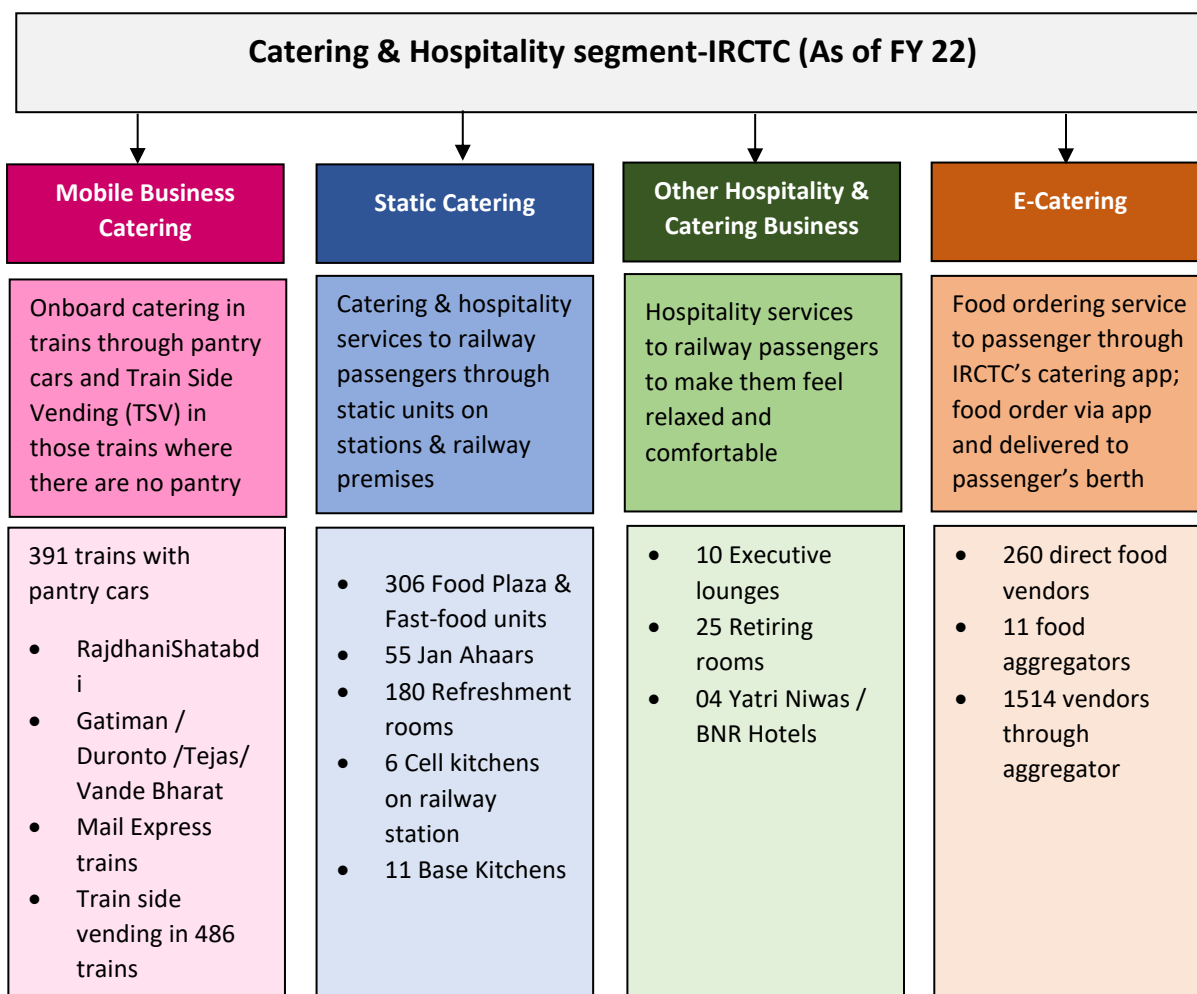 Catering & Hospitality segment-IRCTC (As of FY 22)
Mobile Business
Catering
Onboard catering in
trains through pantry
cars and Train Side
Vending (TSV) in
those trains where
there are no pantry
391 trains with
pantry cars
• RajdhaniShatabd
i
• Gatiman /
Duronto /Tejas/
Vande Bharat
• Mail Express
trains
• Train side
vending in 486
trains
Static Catering
Catering & hospitality
services to railway
passengers through
static units on
stations & railway
premises
• 306 Food Plaza &
Fast-food units
• 55 Jan Ahaars
• 180 Refreshment
rooms
• 6 Cell kitchens
on railway
station
• 11 Base Kitchens
Other Hospitality &
Catering Business
Hospitality services
to railway passengers
to make them feel
relaxed and
comfortable
• 10 Executive
lounges
• 25 Retiring
rooms
• 04 Yatri Niwas /
BNR Hotels
E-Catering
Food ordering service
to passenger through
IRCTC’s catering app;
food order via app
and delivered to
passenger’s berth
• 260 direct food
vendors
• 11 food
aggregators
• 1514 vendors
through
aggregator